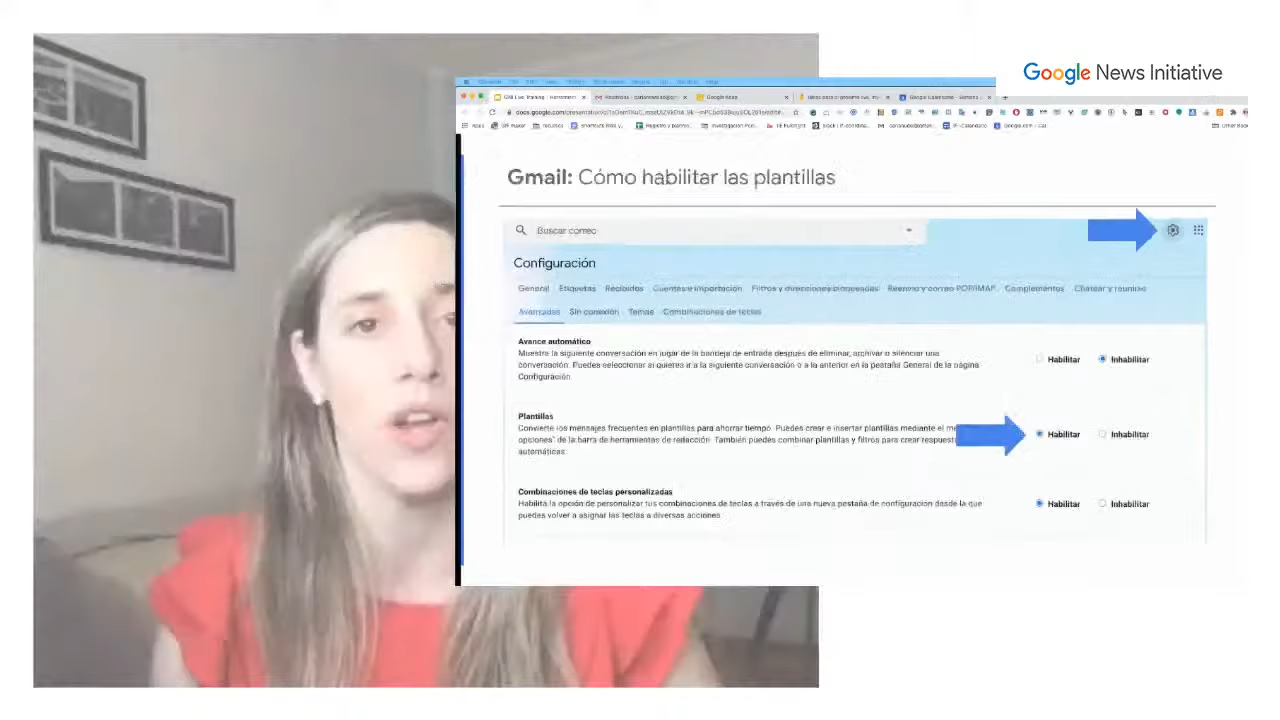 Google News Initiative
Google Keep
Gmail: Cómo habilitar las plantillas
Buscar correo
Configuración
General Etiquetas Recibidos Cuentas e importación Filtros y direcciones bloqueadas Reenvío y correo POP/IMAP Complementos Chatear y reunirse
Avanzadas Sin conexión Temas Combinaciones de teclas
Avance automático
Muestra la siguiente conversación en lugar de la bandeja de entrada después de eliminar, archivar o silenciar una
conversación. Puedes seleccionar si quieres ir a la siguiente conversación o a la anterior en la pestaña General de la página
Configuración.
Habilitar Inhabilitar
Plantillas
Convierte los mensajes frecuentes en plantillas para ahorrar tiempo. Puedes crear e insertar plantillas mediante el me
opciones" de la barra de herramientas de redacción. También puedes combinar plantillas y filtros para crear respuest
automáticas.
Habilitar Inhabilitar
Combinaciones de teclas personalizadas
Habilita la opción de personalizar tus combinaciones de teclas a través de una nueva pestaña de configuración desde la que
puedes volver a asignar las teclas a diversas acciones.
Habilitar Inhabilitar